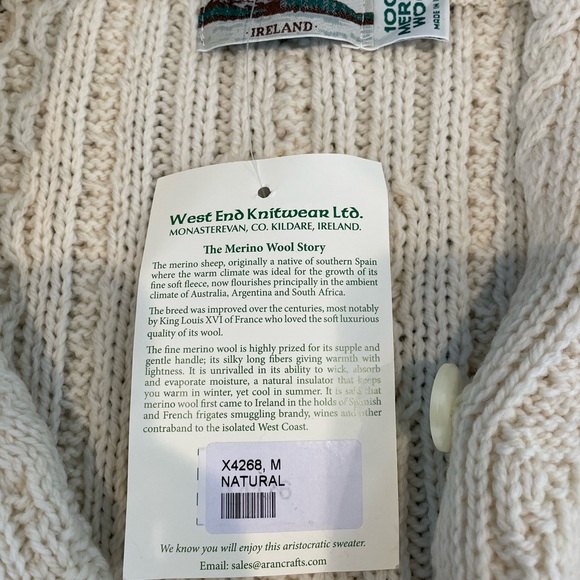 · IRELAND ·
100
MER
WO
MADE IN
West End Knitwear Ltd.
MONASTEREVAN, CO. KILDARE, IRELAND.
The Merino Wool Story
The merino sheep, originally a native of southern Spain
where the warm climate was ideal for the growth of its
fine soft fleece, now flourishes principally in the ambient
climate of Australia, Argentina and South Africa.
The breed was improved over the centuries, most notably
by King Louis XVI of France who loved the soft luxurious
quality of its wool.
The fine merino wool is highly prized for its supple and
gentle handle; its silky long fibers giving warmth with
lightness. It is unrivalled in its ability to wick, absorb
and evaporate moisture, a natural insulator that keeps
you warm in winter, yet cool in summer. It is said that
merino wool first came to Ireland in the holds of Spanish
and French frigates smuggling brandy, wines and other
contraband to the isolated West Coast.
X4268, M
NATURAL
We know you will enjoy this aristocratic sweater.
Email: sales@arancrafts.com